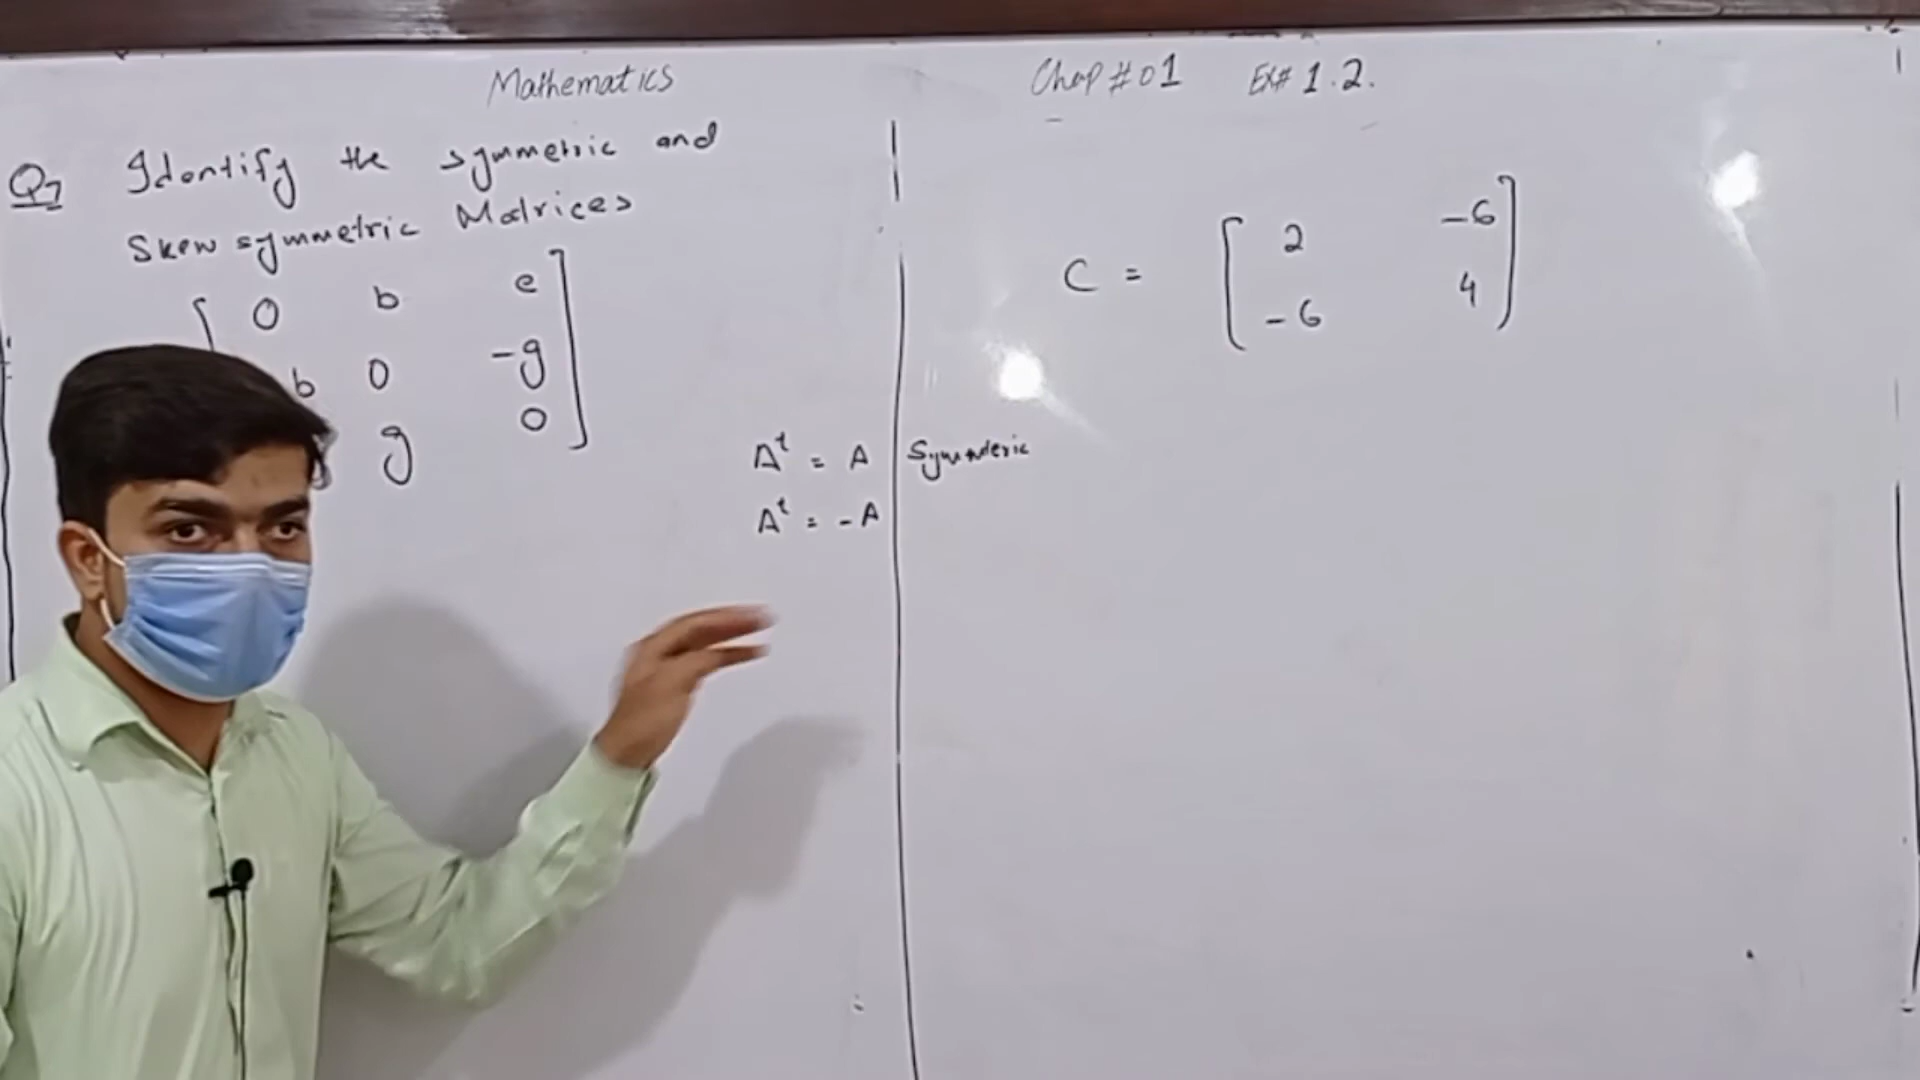 Mathematics
Chap # 01 Ex# 1.2.
Q7 Identify the symmetric and
Skew symmetric Matrices
0 b e
b 0 -g
g 0
A^t = A Symmteric
A^t = -A
C = [ 2 -6
-6 4 ]